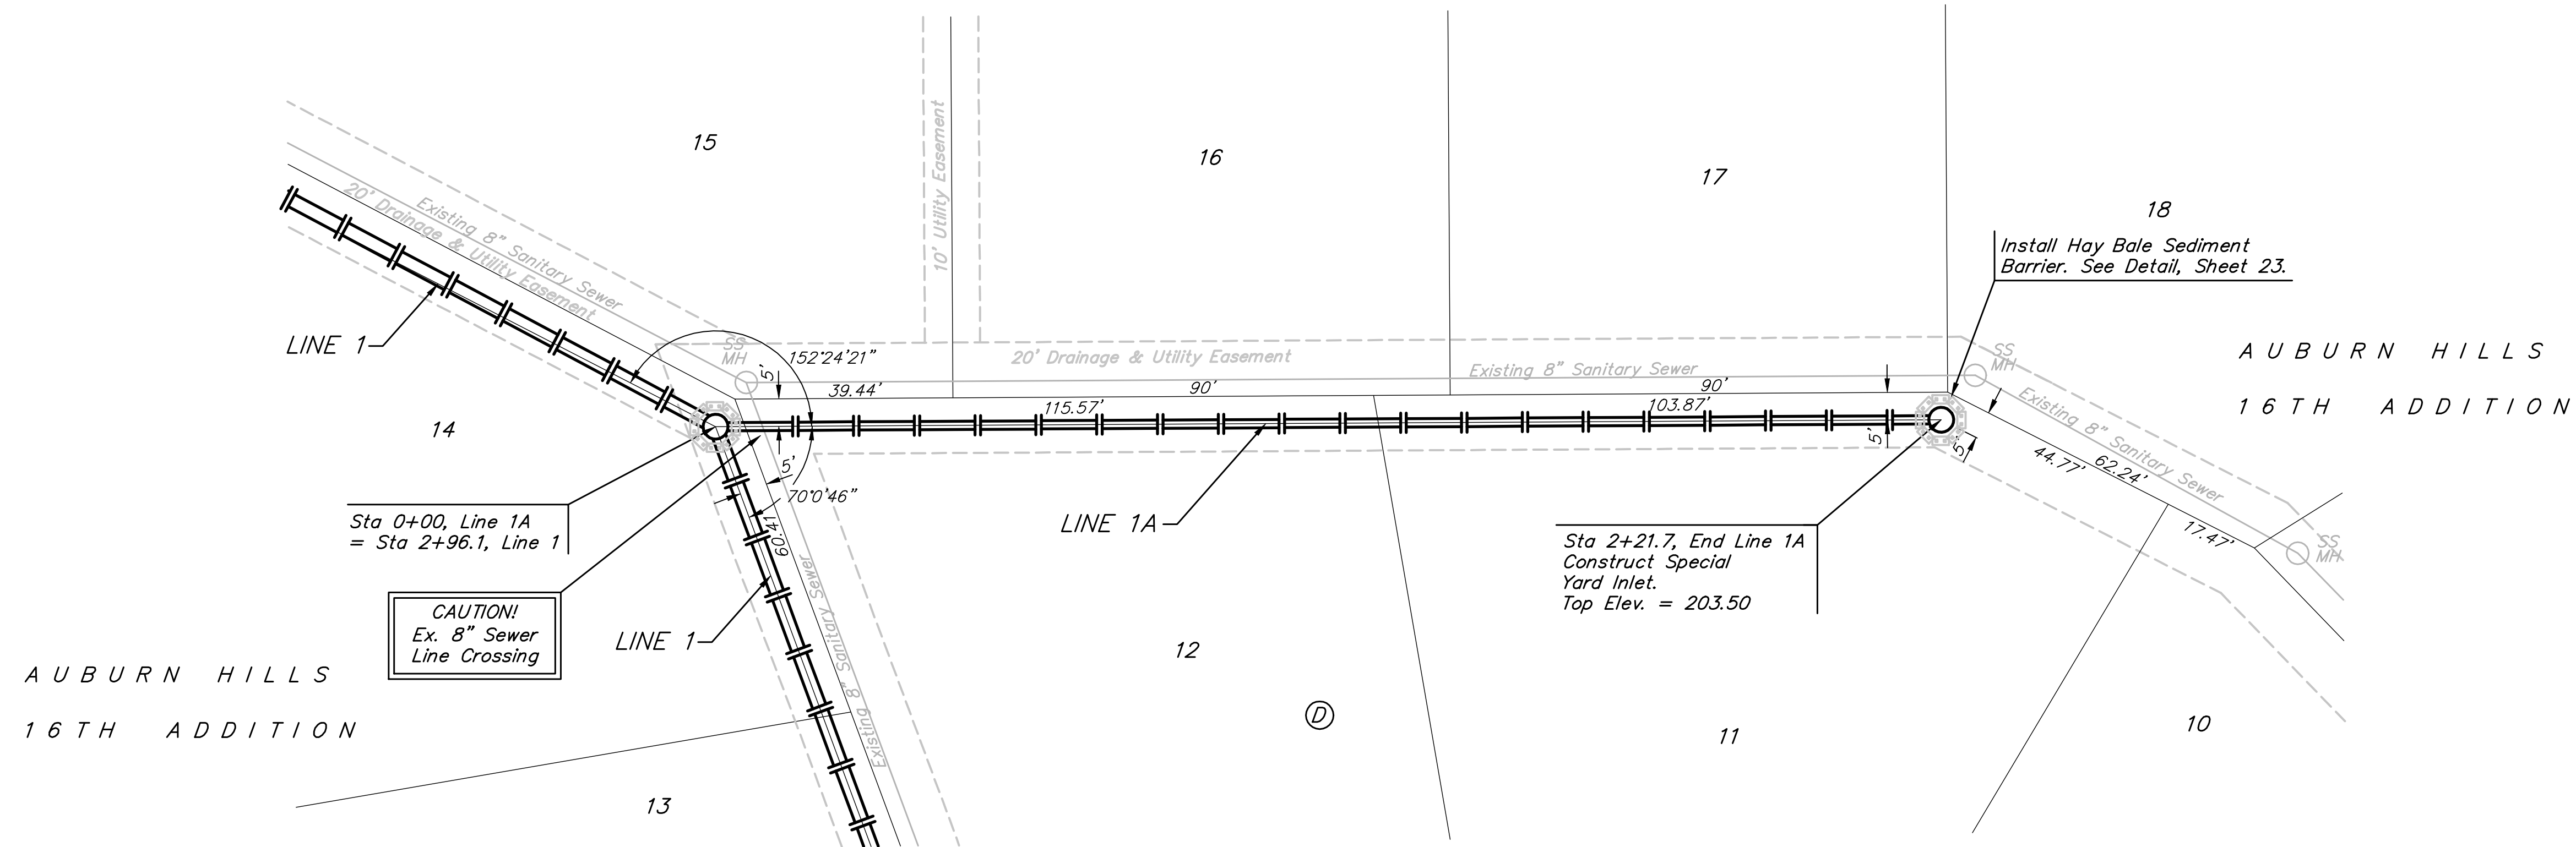 15
16
17
18
10' Utility Easement
Existing 8" Sanitary Sewer
20' Drainage & Utility Easement
LINE 1
Install Hay Bale Sediment
Barrier. See Detail, Sheet 23.
AUBURN HILLS
16TH ADDITION
SS
MH
5'
152°24'21"
20' Drainage & Utility Easement
Existing 8" Sanitary Sewer
SS
MH
39.44'
90'
90'
115.57'
103.87'
14
5'
5'
5'
Existing 8" Sanitary Sewer
44.77'
62.24'
17.47'
SS
MH
70°0'46"
60.41
Sta 0+00, Line 1A
= Sta 2+96.1, Line 1
LINE 1A
Sta 2+21.7, End Line 1A
Construct Special
Yard Inlet.
Top Elev. = 203.50
CAUTION!
Ex. 8" Sewer
Line Crossing
LINE 1
Existing 8" Sanitary Sewer
12
D
11
10
AUBURN HILLS
16TH ADDITION
13